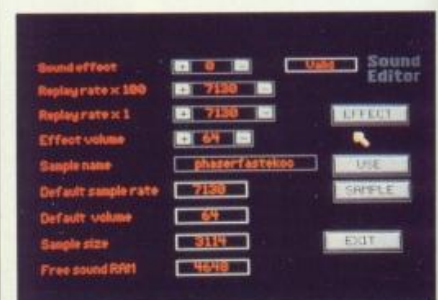 Sound Editor
Sound effect + 0 - Valid
Replay rate x 100 + 7130 -
Replay rate x 1 + 7130 -
EFFECT
Effect volume + 64 -
Sample name phaserfastekoo
USE
Default sample rate 7130
SAMPLE
Default volume 64
Sample size 3114
EXIT
Free sound RAM 4640